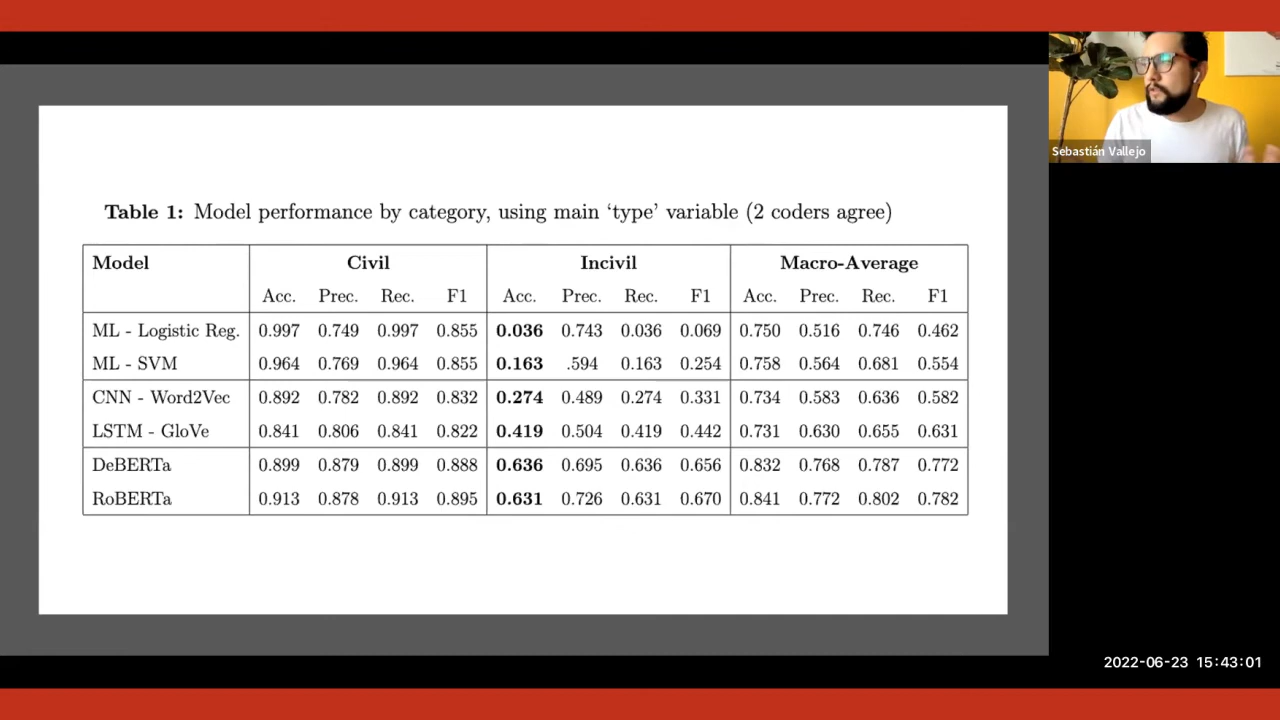 Sebastián Vallejo
Table 1: Model performance by category, using main ‘type’ variable (2 coders agree)
Model Civil Incivil Macro-Average
Acc. Prec. Rec. F1 Acc. Prec. Rec. F1 Acc. Prec. Rec. F1
ML - Logistic Reg. 0.997 0.749 0.997 0.855 0.036 0.743 0.036 0.069 0.750 0.516 0.746 0.462
ML - SVM 0.964 0.769 0.964 0.855 0.163 .594 0.163 0.254 0.758 0.564 0.681 0.554
CNN - Word2Vec 0.892 0.782 0.892 0.832 0.274 0.489 0.274 0.331 0.734 0.583 0.636 0.582
LSTM - GloVe 0.841 0.806 0.841 0.822 0.419 0.504 0.419 0.442 0.731 0.630 0.655 0.631
DeBERTa 0.899 0.879 0.899 0.888 0.636 0.695 0.636 0.656 0.832 0.768 0.787 0.772
RoBERTa 0.913 0.878 0.913 0.895 0.631 0.726 0.631 0.670 0.841 0.772 0.802 0.782
2022-06-23 15:43:01